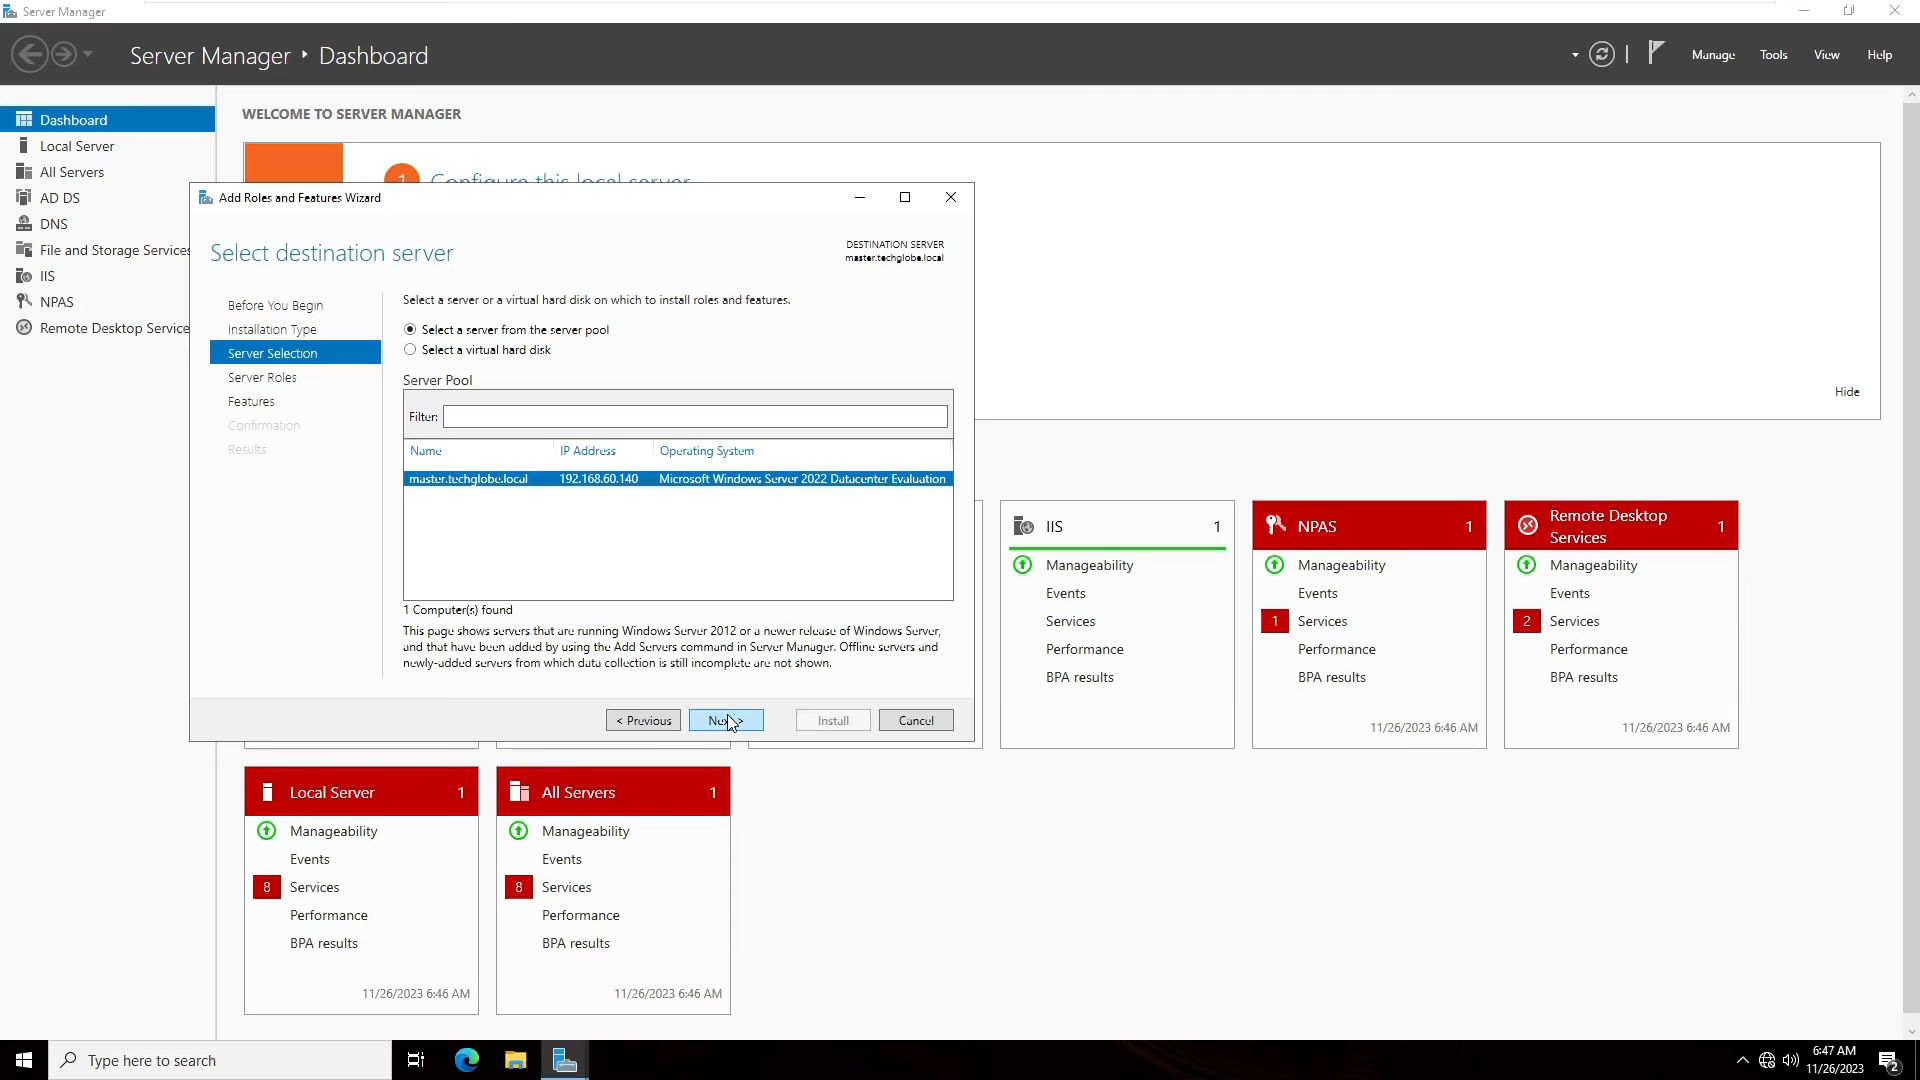 Server Manager
Server Manager ‣ Dashboard
Manage
Tools
View
Help
Dashboard
Local Server
All Servers
AD DS
DNS
File and Storage Services
IIS
NPAS
Remote Desktop Service
WELCOME TO SERVER MANAGER
1 Configure this local server
Hide
Add Roles and Features Wizard
Select destination server
DESTINATION SERVER
master.techglobe.local
Before You Begin
Installation Type
Server Selection
Server Roles
Features
Confirmation
Results
Select a server or a virtual hard disk on which to install roles and features.
Select a server from the server pool
Select a virtual hard disk
Server Pool
Filter:
Name IP Address Operating System
master.techglobe.local 192.168.60.140 Microsoft Windows Server 2022 Datacenter Evaluation
1 Computer(s) found
This page shows servers that are running Windows Server 2012 or a newer release of Windows Server,
and that have been added by using the Add Servers command in Server Manager. Offline servers and
newly-added servers from which data collection is still incomplete are not shown.
< Previous
Next >
Install
Cancel
IIS 1
Manageability
Events
Services
Performance
BPA results
NPAS 1
Manageability
Events
1 Services
Performance
BPA results
11/26/2023 6:46 AM
Remote Desktop
Services 1
Manageability
Events
2 Services
Performance
BPA results
11/26/2023 6:46 AM
Local Server 1
Manageability
Events
8 Services
Performance
BPA results
11/26/2023 6:46 AM
All Servers 1
Manageability
Events
8 Services
Performance
BPA results
11/26/2023 6:46 AM
Type here to search
6:47 AM
11/26/2023
2